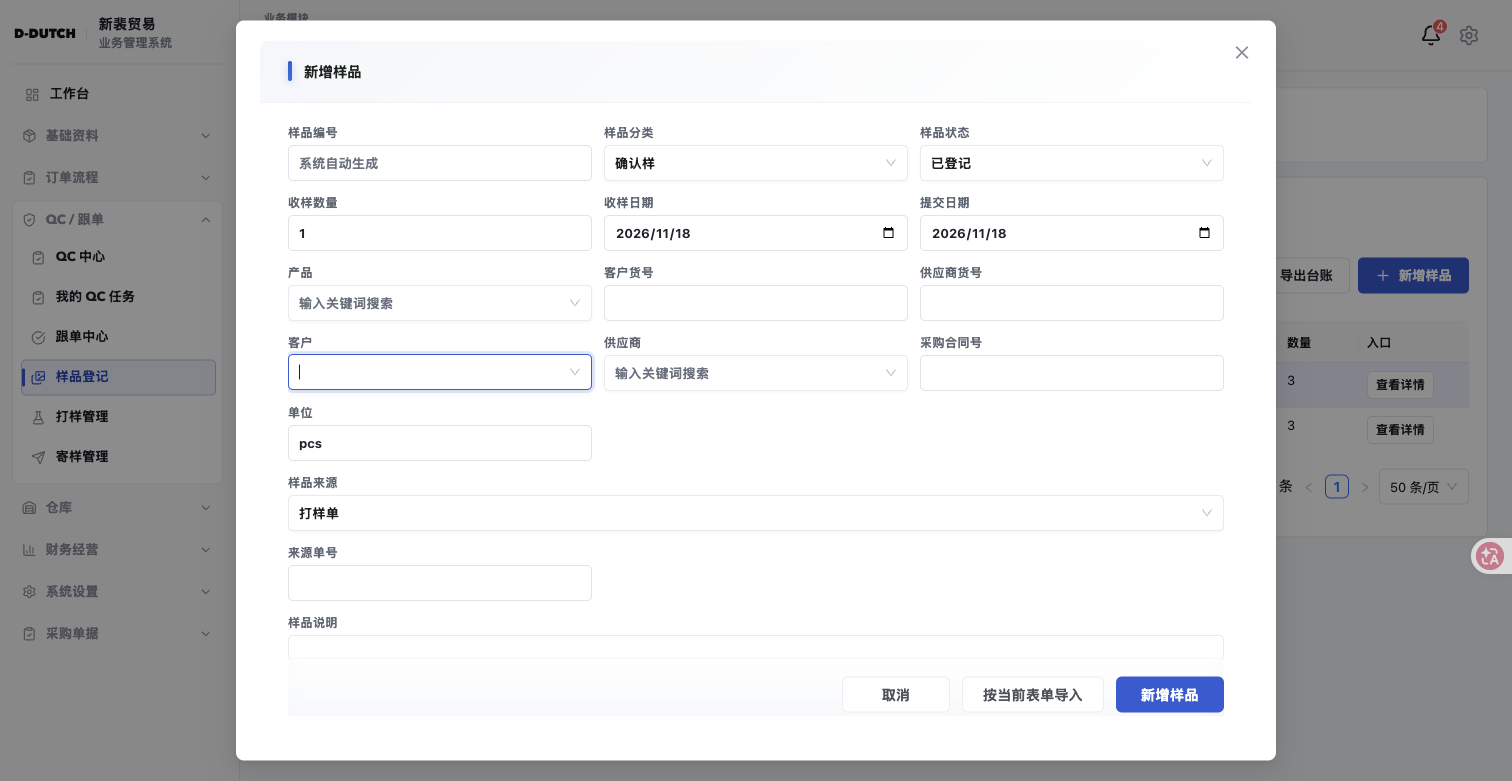 D-DUTCH
新裴贸易
业务管理系统
工作台
基础资料
订单流程
QC / 跟单
QC 中心
我的 QC 任务
跟单中心
样品登记
打样管理
寄样管理
仓库
财务经营
系统设置
采购单据
业务模块
4
新增样品
样品编号
样品分类
样品状态
系统自动生成
确认样
已登记
收样数量
收样日期
提交日期
1
2026/11/18
2026/11/18
产品
客户货号
供应商货号
输入关键词搜索
客户
供应商
采购合同号
输入关键词搜索
单位
pcs
样品来源
打样单
来源单号
样品说明
取消
按当前表单导入
新增样品
导出台账
新增样品
数量
入口
3
查看详情
3
查看详情
条
1
50 条/页